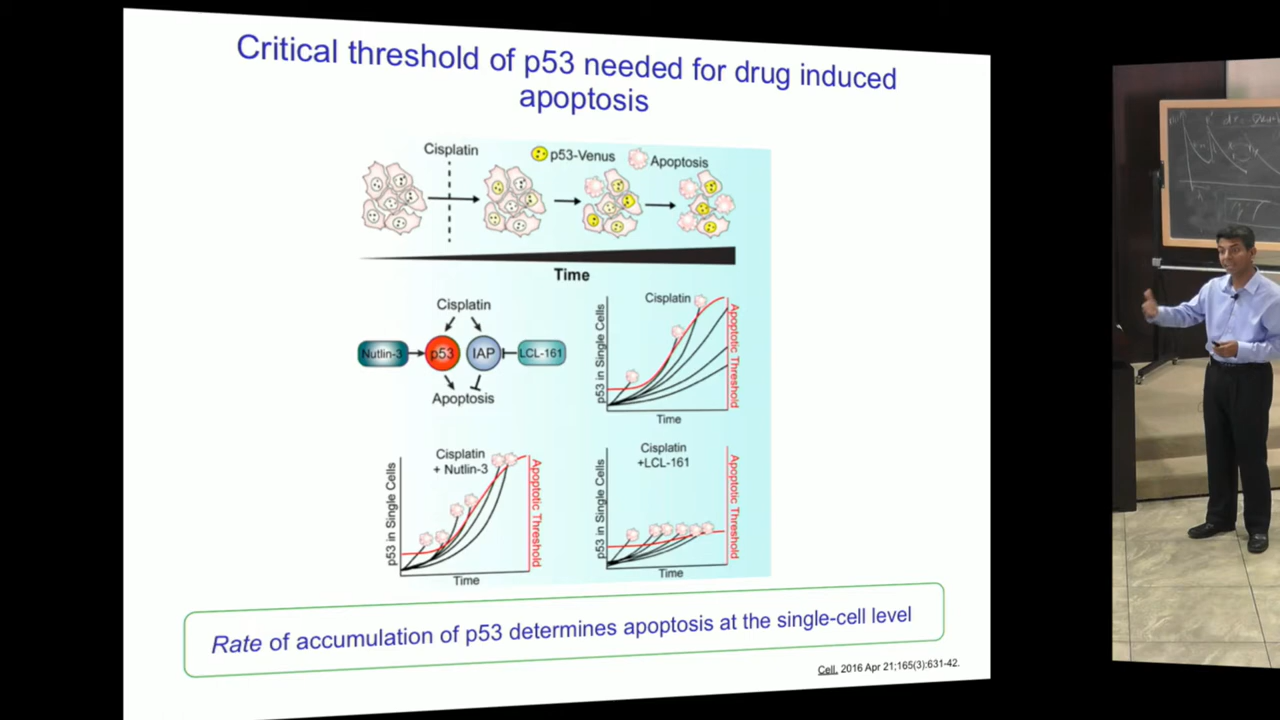 Critical threshold of p53 needed for drug induced
apoptosis
Cisplatin
p53-Venus
Apoptosis
Time
Cisplatin
Nutlin-3
p53
IAP
LCL-161
Apoptosis
Cisplatin
p53 in Single Cells
Apoptotic Threshold
Time
Cisplatin
+ Nutlin-3
p53 in Single Cells
Apoptotic Threshold
Time
Cisplatin
+LCL-161
p53 in Single Cells
Apoptotic Threshold
Time
Rate of accumulation of p53 determines apoptosis at the single-cell level
Cell. 2016 Apr 21;165(3):631-42.